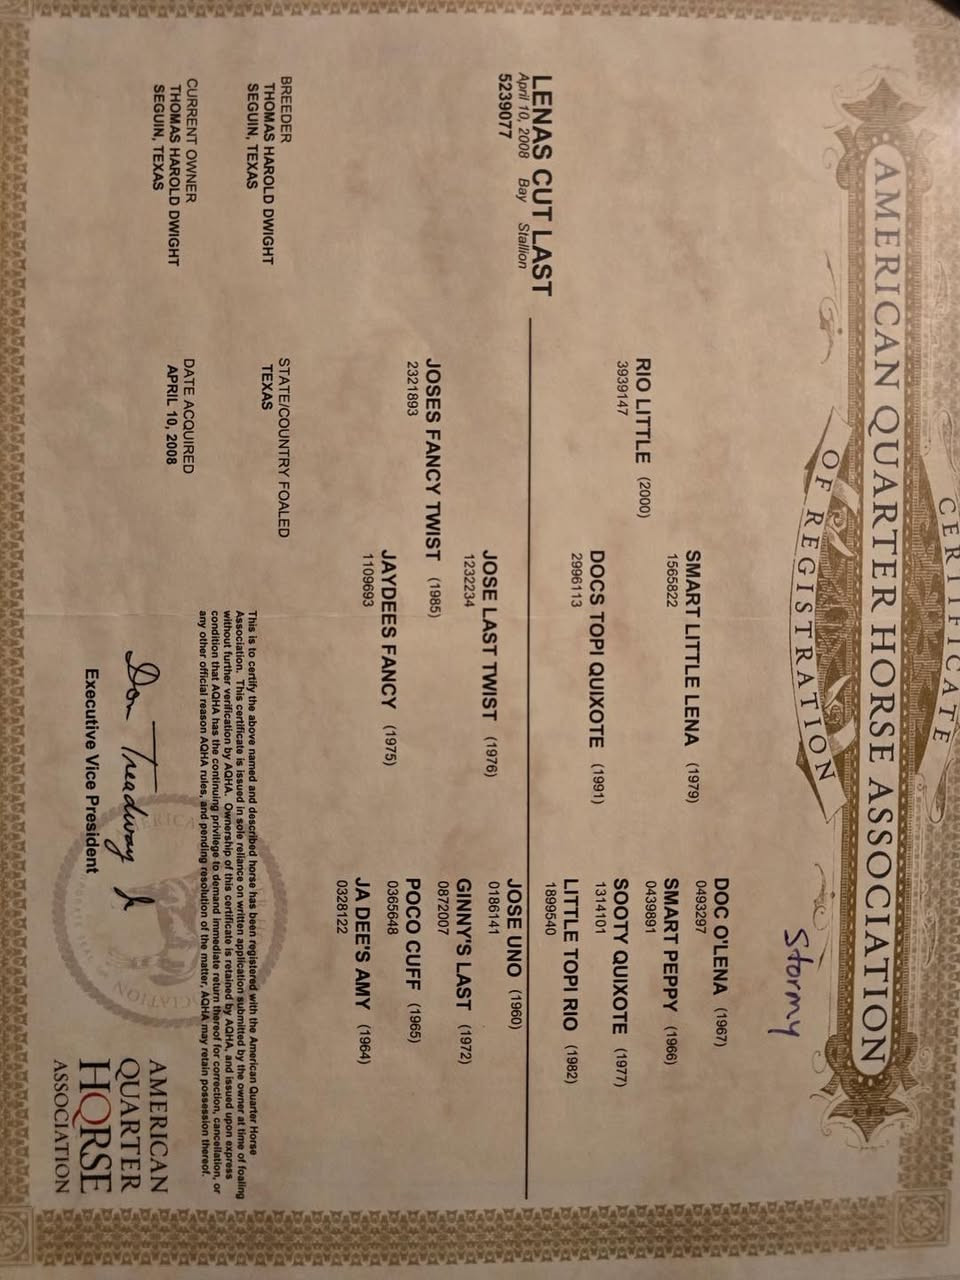 CERTIFICATE
AMERICAN QUARTER HORSE ASSOCIATION
OF REGISTRATION
Stormy
DOC O'LENA (1967)
0493297
SMART LITTLE LENA (1979)
1565822
SMART PEPPY (1966)
0439891
RIO LITTLE (2000)
3939147
SOOTY QUIXOTE (1977)
1314101
DOCS TOPI QUIXOTE (1991)
2996113
LITTLE TOPI RIO (1982)
1899540
LENAS CUT LAST
April 10, 2008 Bay Stallion
5239077
JOSE UNO (1960)
0186141
JOSE LAST TWIST (1976)
1232234
GINNY'S LAST (1972)
0872007
JOSES FANCY TWIST (1985)
2321893
POCO CUFF (1965)
0365648
JAYDEES FANCY (1975)
1109693
JA DEE'S AMY (1964)
0328122
BREEDER
THOMAS HAROLD DWIGHT
SEGUIN, TEXAS
STATE/COUNTRY FOALED
TEXAS
CURRENT OWNER
THOMAS HAROLD DWIGHT
SEGUIN, TEXAS
DATE ACQUIRED
APRIL 10, 2008
This is to certify the above named and described horse has been registered with the American Quarter Horse
Association. This certificate is issued in sole reliance on written application submitted by the owner at time of foaling
without further verification by AQHA. Ownership of this certificate is retained by AQHA, and issued upon express
condition that AQHA has the continuing privilege to demand immediate return thereof for correction, cancellation, or
any other official reason AQHA rules, and pending resolution of the matter, AQHA may retain possession thereof.
Don Treadway Jr
Executive Vice President
AMERICAN
QUARTER
HORSE
ASSOCIATION